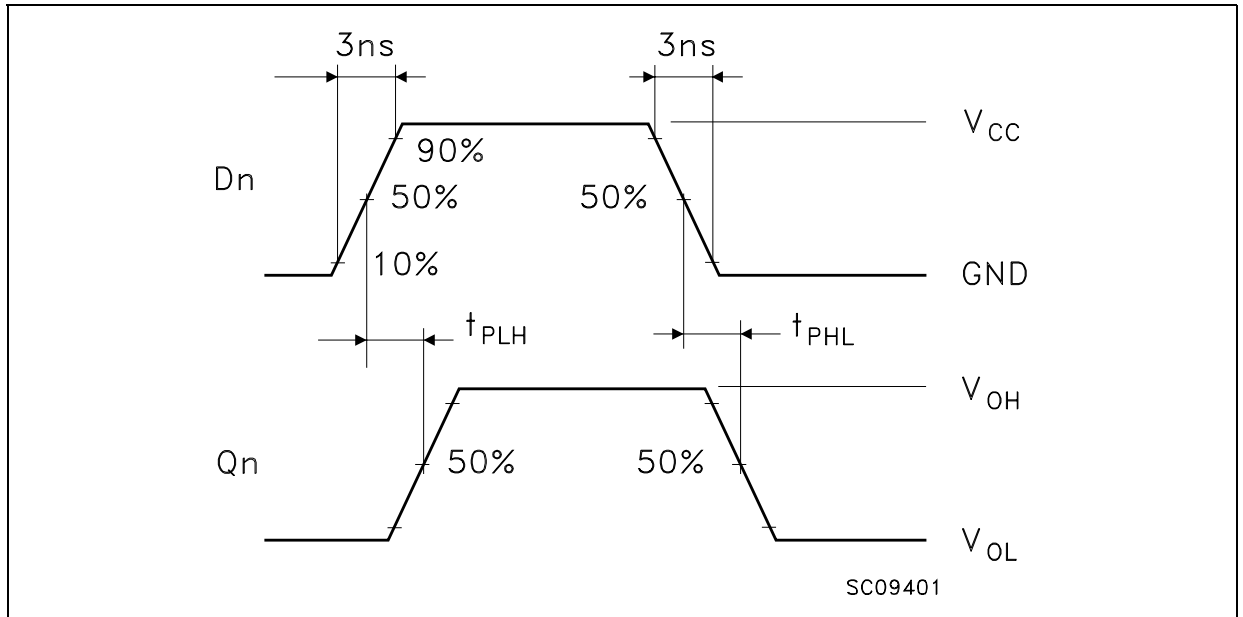 3ns 3ns
V CC
90%
Dn
50% 50%
10%
GND
t PLH t PHL
V OH
Qn
50% 50%
V OL
SC09401